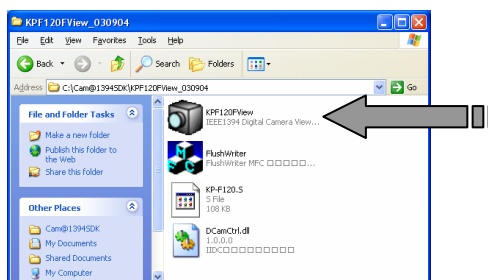 KPF120FView_030904
File Edit View Favorites Tools Help
Back Search Folders
Address C:\Cam@1394SDK\KPF120FView_030904 Go
File and Folder Tasks
Make a new folder
Publish this folder to
the Web
Share this folder
Other Places
Cam@1394SDK
My Documents
Shared Documents
My Computer
KPF120FView
IEEE1394 Digital Camera View...
FlushWriter
FlushWriter MFC □□□□□...
KP-F120.S
S File
108 KB
DCamCtrl.dll
1.0.0.0
IIDC□□□□□□□□□